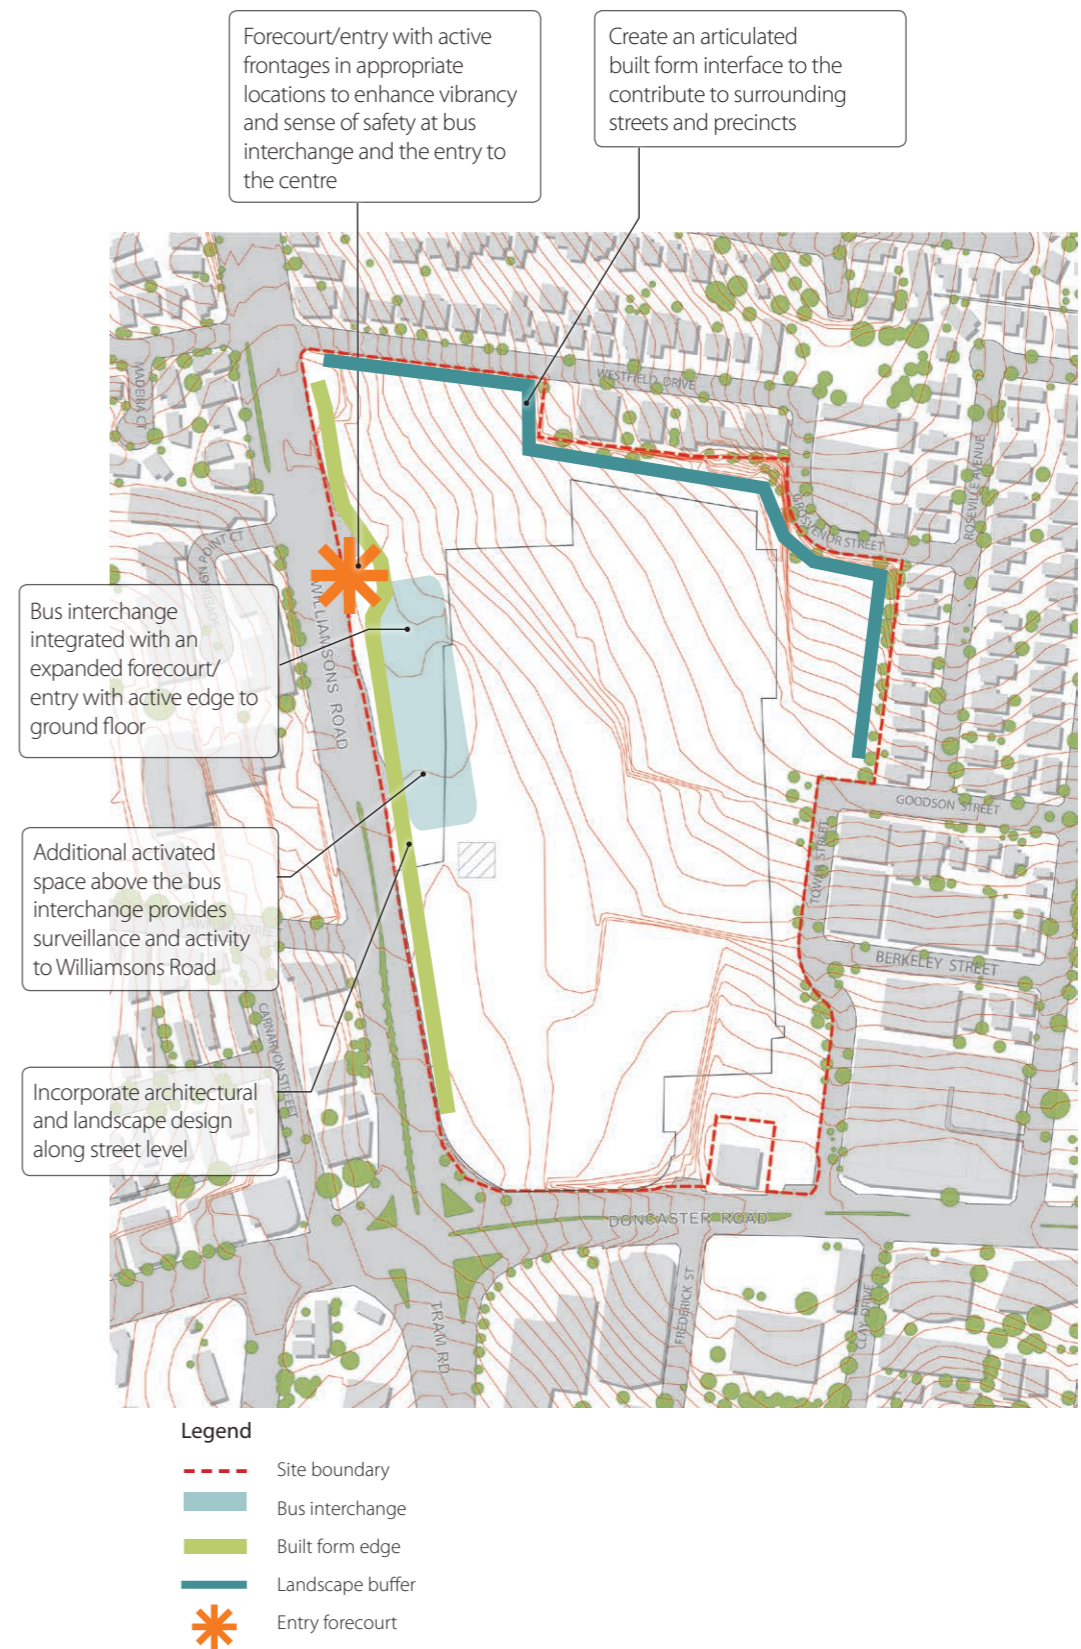 Forecourt/entry with active
frontages in appropriate
locations to enhance vibrancy
and sense of safety at bus
interchange and the entry to
the centre
Create an articulated
built form interface to the
contribute to surrounding
streets and precincts
MADERA CT
WESTFIELD DRIVE
ROSEVILLE AVENUE
GROSVENOR STREET
POINT CT
WILLIAMSONS ROAD
Bus interchange
integrated with an
expanded forecourt/
entry with active edge to
ground floor
GOODSON STREET
TOWER STREET
Additional activated
space above the bus
interchange provides
surveillance and activity
to Williamsons Road
BERKELEY STREET
CARNARVON STREET
Incorporate architectural
and landscape design
along street level
DONCASTER ROAD
TRAM RD
FREDERICK ST
CLAY DRIVE
Legend
Site boundary
Bus interchange
Built form edge
Landscape buffer
Entry forecourt